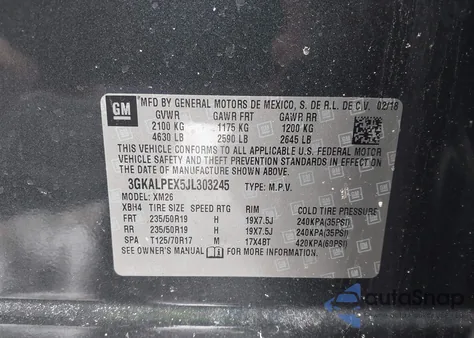 GM
MFD BY GENERAL MOTORS DE MEXICO, S. DE R.L. DE C.V. 02/18
GVWR GAWR FRT GAWR RR
2100 KG 1175 KG 1200 KG
4630 LB 2590 LB 2645 LB
THIS VEHICLE CONFORMS TO ALL APPLICABLE U.S. FEDERAL MOTOR
VEHICLE SAFETY, BUMPER, AND THEFT PREVENTION STANDARDS IN EFFECT ON
THE DATE OF MANUFACTURE SHOWN ABOVE.
3GKALPEX5JL303245 TYPE: M.P.V.
MODEL: XM26
XBH4 TIRE SIZE SPEED RTG RIM COLD TIRE PRESSURE
FRT 235/50R19 H 19X7.5J 240KPA(35PSI)
RR 235/50R19 H 19X7.5J 240KPA(35PSI)
SPA T125/70R17 M 17X4BT 420KPA(60PSI)
SEE OWNER'S MANUAL FOR ADDITIONAL INFORMATION.
autoSnap